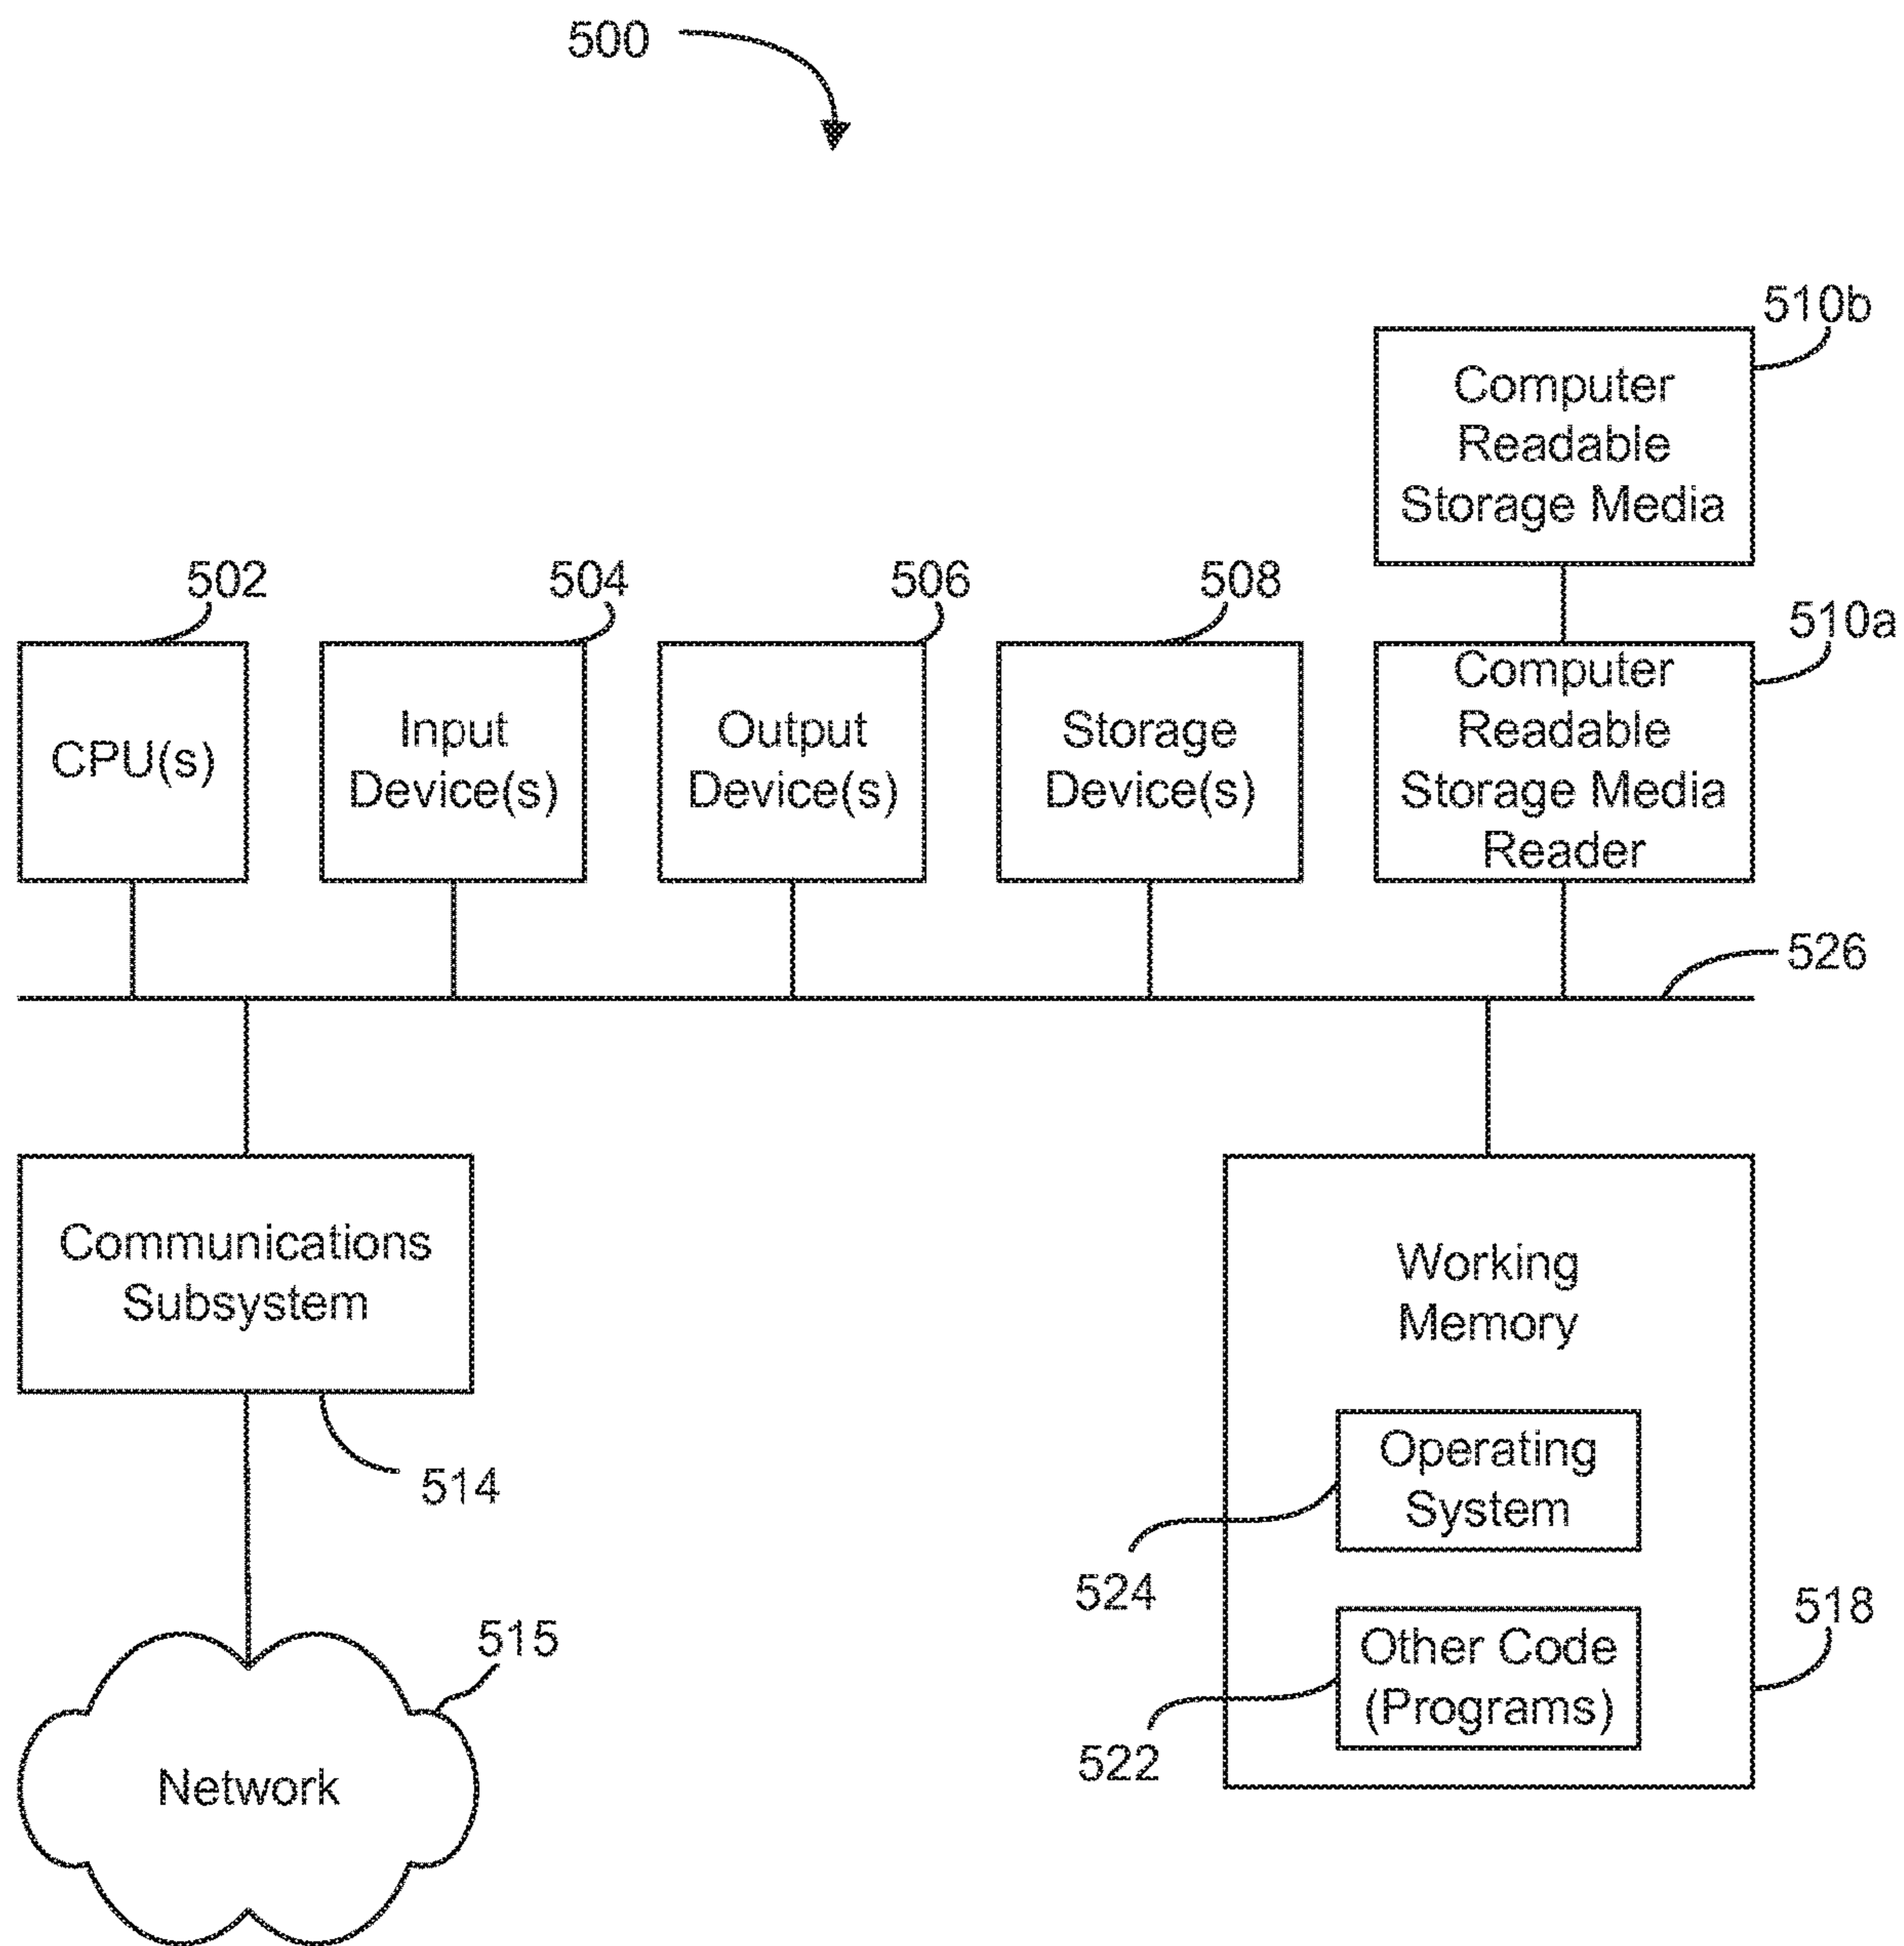 500
510b
Computer
Readable
Storage Media
502
504
506
508
510a
CPU(s)
Input
Device(s)
Output
Device(s)
Storage
Device(s)
Computer
Readable
Storage Media
Reader
526
Communications
Subsystem
514
Working
Memory
Operating
System
524
Other Code
(Programs)
522
518
515
Network